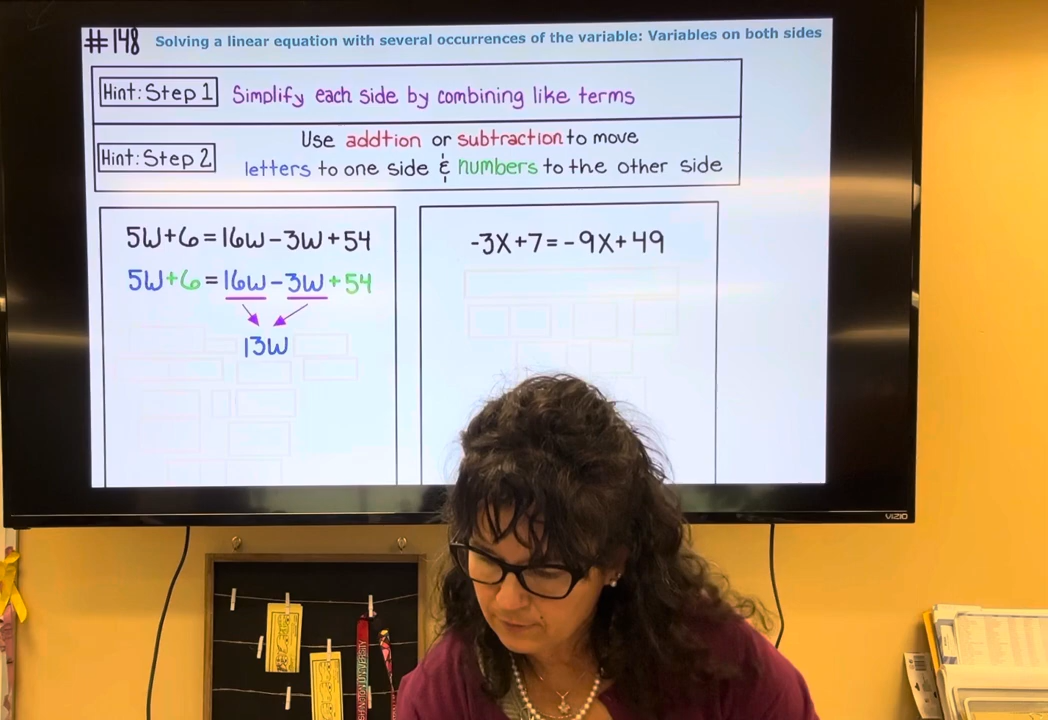 #148 Solving a linear equation with several occurrences of the variable: Variables on both sides
Hint: Step 1 Simplify each side by combining like terms
Hint: Step 2 Use addtion or subtraction to move
letters to one side & numbers to the other side
5W+6=16W-3W+54
5W+6=16W-3W+54
13W
-3X+7=-9X+49
VIZIO